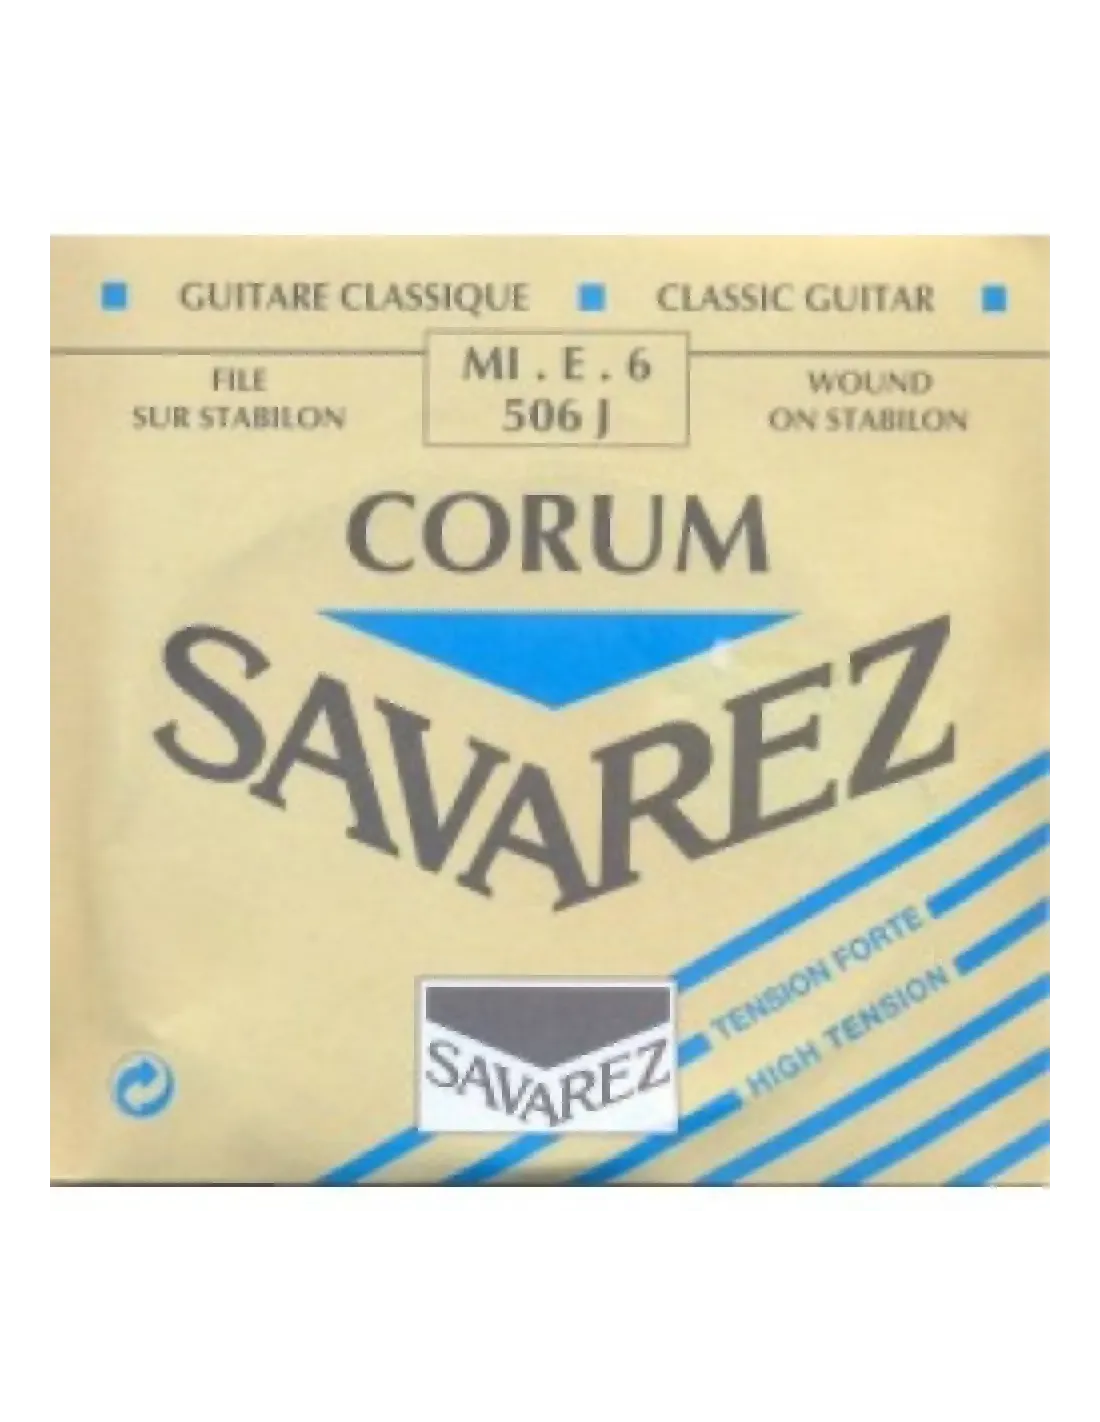 GUITARE CLASSIQUE
CLASSIC GUITAR
MI . E . 6
506 J
FILE
SUR STABILON
WOUND
ON STABILON
CORUM
SAVAREZ
TENSION FORTE
HIGH TENSION
SAVAREZ